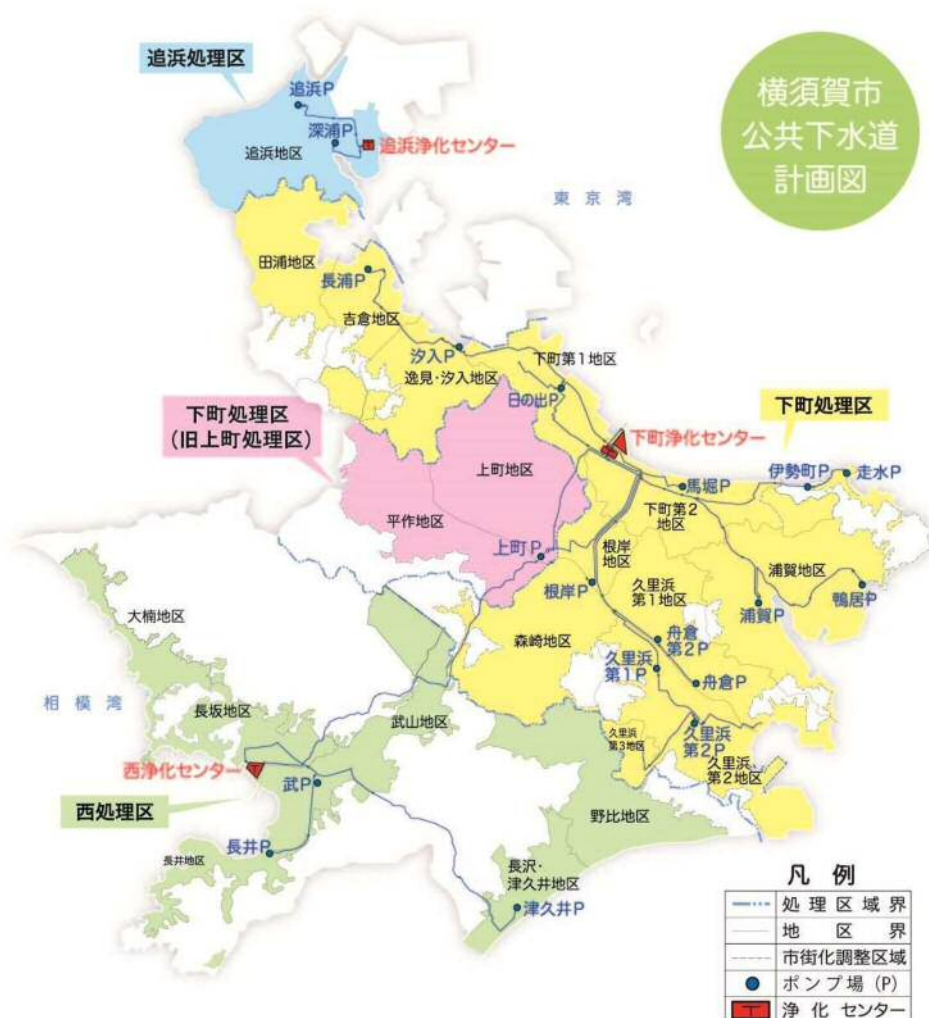 横須賀市
公共下水道
計画図
追浜処理区
追浜P
深浦P
追浜浄化センター
追浜地区
東京湾
田浦地区
長浦P
吉倉地区
汐入P
下町第1地区
逸見・汐入地区
日の出P
下町処理区
(旧上町処理区)
下町処理区
下町浄化センター
上町地区
伊勢町P
走水P
馬堀P
平作地区
下町第2
地区
上町P
根岸
地区
浦賀地区
根岸P
久里浜
第1地区
鴨居P
浦賀P
大楠地区
森崎地区
舟倉
第2P
久里浜
第1P
舟倉P
相模湾
長坂地区
武山地区
久里浜
第3地区
久里浜
第2P
久里浜
第2地区
西浄化センター
武P
西処理区
野比地区
長井P
長井地区
長沢・
津久井地区
津久井P
凡例
処理区域界
地区界
市街化調整区域
ポンプ場(P)
浄化センター